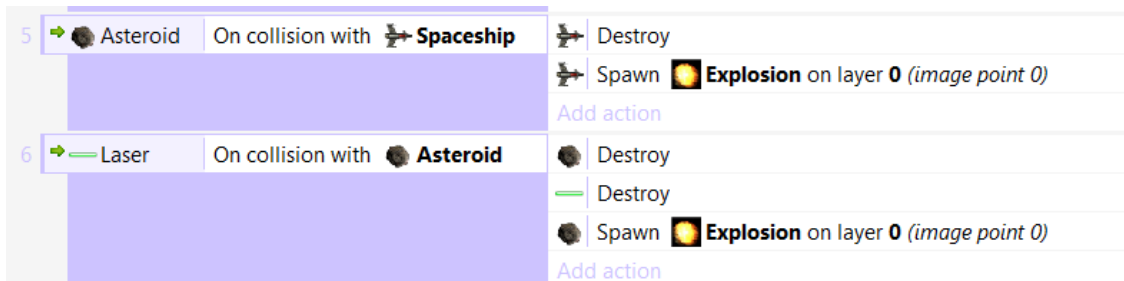 5 Asteroid On collision with Spaceship Destroy
Spawn Explosion on layer 0 (image point 0)
Add action
6 Laser On collision with Asteroid Destroy
Destroy
Spawn Explosion on layer 0 (image point 0)
Add action